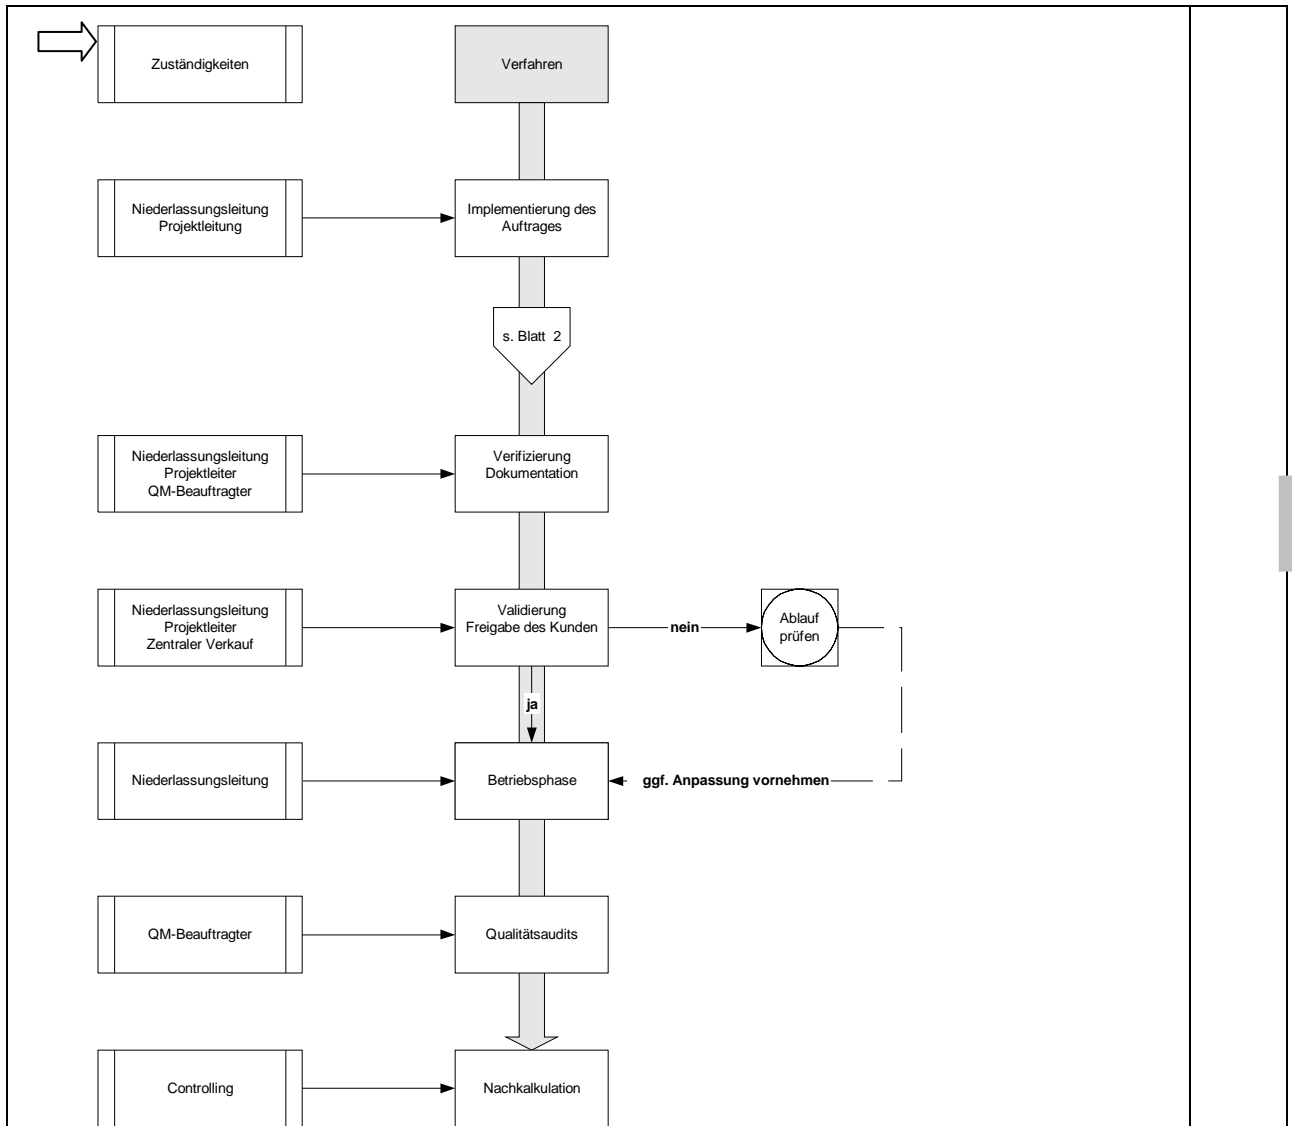 Zuständigkeiten
Verfahren
Niederlassungsleitung
Projektleitung
Implementierung des
Auftrages
s. Blatt 2
Niederlassungsleitung
Projektleiter
QM-Beauftragter
Verifizierung
Dokumentation
Niederlassungsleitung
Projektleiter
Zentraler Verkauf
Validierung
Freigabe des Kunden
nein
Ablauf
prüfen
ja
Niederlassungsleitung
Betriebsphase
ggf. Anpassung vornehmen
QM-Beauftragter
Qualitätsaudits
Controlling
Nachkalkulation